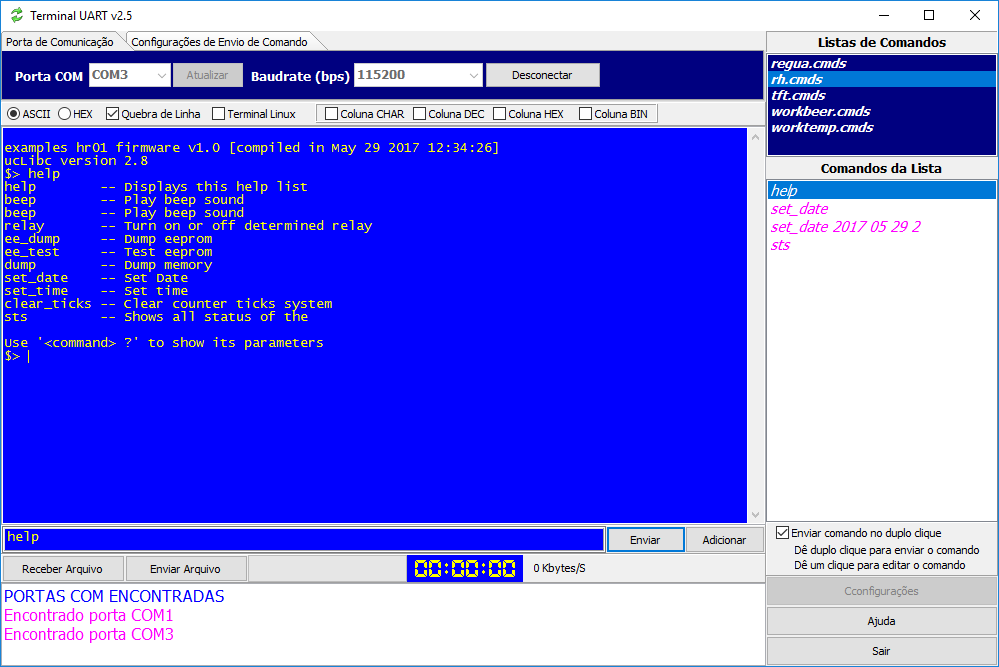 Terminal UART v2.5
Porta de Comunicação Configurações de Envio de Comando
Porta COM COM3 Atualizar Baudrate (bps) 115200 Desconectar
ASCII HEX Quebra de Linha Terminal Linux Coluna CHAR Coluna DEC Coluna HEX Coluna BIN
examples hr01 firmware v1.0 [compiled in May 29 2017 12:34:26]
ucLibc version 2.8
$> help
help -- Displays this help list
beep -- Play beep sound
beep -- Play beep sound
relay -- Turn on or off determined relay
ee_dump -- Dump eeprom
ee_test -- Test eeprom
dump -- Dump memory
set_date -- Set Date
set_time -- Set time
clear_ticks -- Clear counter ticks system
sts -- Shows all status of the
Use '<command> ?' to show its parameters
$>
help
Enviar Adicionar
Receber Arquivo Enviar Arquivo 00:00:00 0 Kbytes/S
PORTAS COM ENCONTRADAS
Encontrado porta COM1
Encontrado porta COM3
Listas de Comandos
regua.cmds
rh.cmds
tft.cmds
workbeer.cmds
worktemp.cmds
Comandos da Lista
help
set_date
set_date 2017 05 29 2
sts
Enviar comando no duplo clique
Dê duplo clique para enviar o comando
Dê um clique para editar o comando
Cconfigurações
Ajuda
Sair